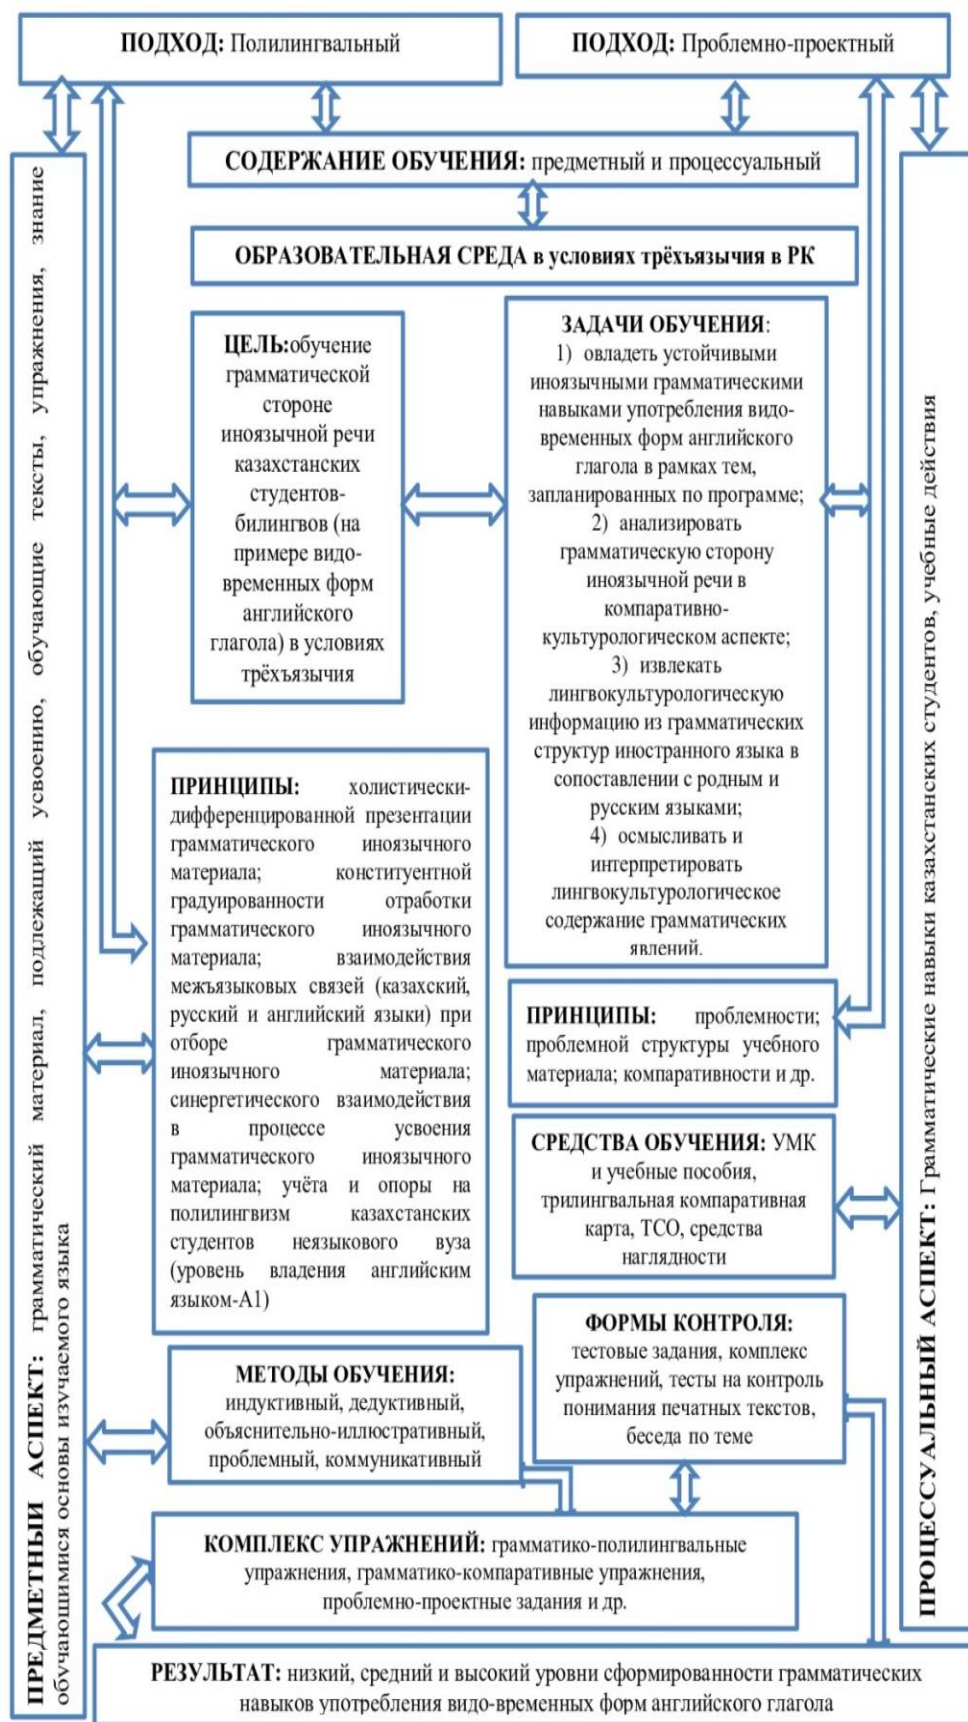 ПОДХОД: Полилингвальный
ПОДХОД: Проблемно-проектный
СОДЕРЖАНИЕ ОБУЧЕНИЯ: предметный и процессуальный
ОБРАЗОВАТЕЛЬНАЯ СРЕДА в условиях трёхъязычия в РК
ПРЕДМЕТНЫЙ АСПЕКТ: грамматический материал, подлежащий усвоению, обучающие тексты, упражнения, знание
обучающимися основы изучаемого языка
ЦЕЛЬ:обучение
грамматической
стороне
иноязычной речи
казахстанских
студентов-
билингвов (на
примере видо-
временных форм
английского
глагола) в условиях
трёхъязычия
ЗАДАЧИ ОБУЧЕНИЯ:
1) овладеть устойчивыми
иноязычными грамматическими
навыками употребления видо-
временных форм английского
глагола в рамках тем,
запланированных по программе;
2) анализировать
грамматическую сторону
иноязычной речи в
компаративно-
культурологическом аспекте;
3) извлекать
лингвокультурологическую
информацию из грамматических
структур иностранного языка в
сопоставлении с родным и
русским языками;
4) осмысливать и
интерпретировать
лингвокультурологическое
содержание грамматических
явлений.
ПРИНЦИПЫ: холистически-
дифференцированной презентации
грамматического иноязычного
материала; конституентной
градуированности отработки
грамматического иноязычного
материала; взаимодействия
межъязыковых связей (казахский,
русский и английский языки) при
отборе грамматического
иноязычного материала;
синергетического взаимодействия
в процессе усвоения
грамматического иноязычного
материала; учёта и опоры на
полилингвизм казахстанских
студентов неязыкового вуза
(уровень владения английским
языком-А1)
ПРИНЦИПЫ: проблемности;
проблемной структуры учебного
материала; компаративности и др.
СРЕДСТВА ОБУЧЕНИЯ: УМК
и учебные пособия,
трилингвальная компаративная
карта, ТСО, средства
наглядности
ФОРМЫ КОНТРОЛЯ:
тестовые задания, комплекс
упражнений, тесты на контроль
понимания печатных текстов,
беседа по теме
МЕТОДЫ ОБУЧЕНИЯ:
индуктивный, дедуктивный,
объяснительно-иллюстративный,
проблемный, коммуникативный
КОМПЛЕКС УПРАЖНЕНИЙ: грамматико-полилингвальные
упражнения, грамматико-компаративные упражнения,
проблемно-проектные задания и др.
ПРОЦЕССУАЛЬНЫЙ АСПЕКТ: Грамматические навыки казахстанских студентов, учебные действия
РЕЗУЛЬТАТ: низкий, средний и высокий уровни сформированности грамматических
навыков употребления видо-временных форм английского глагола